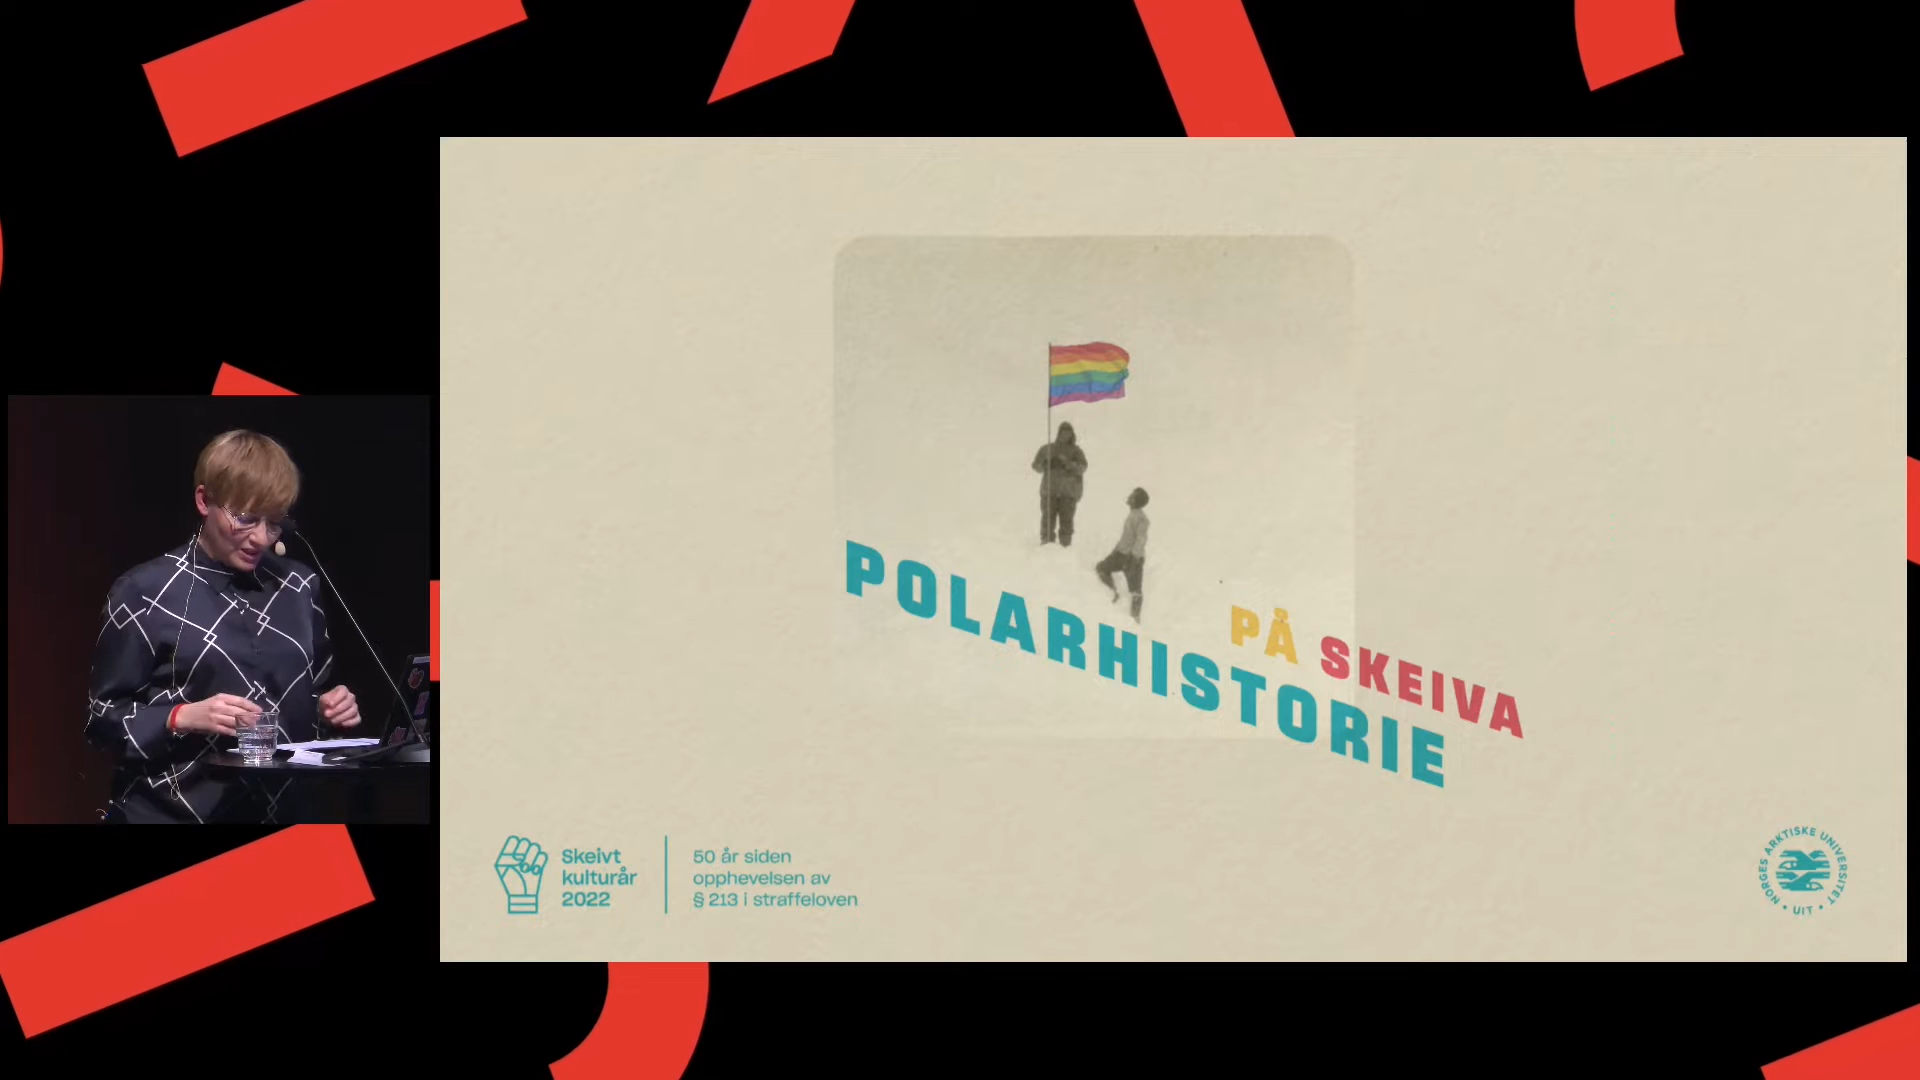 POLARHISTORIE
PÅ SKEIVA
Skeivt
kulturår
2022
50 år siden
opphevelsen av
§ 213 i straffeloven
NORGES ARKTISKE UNIVERSITET
• UIT •